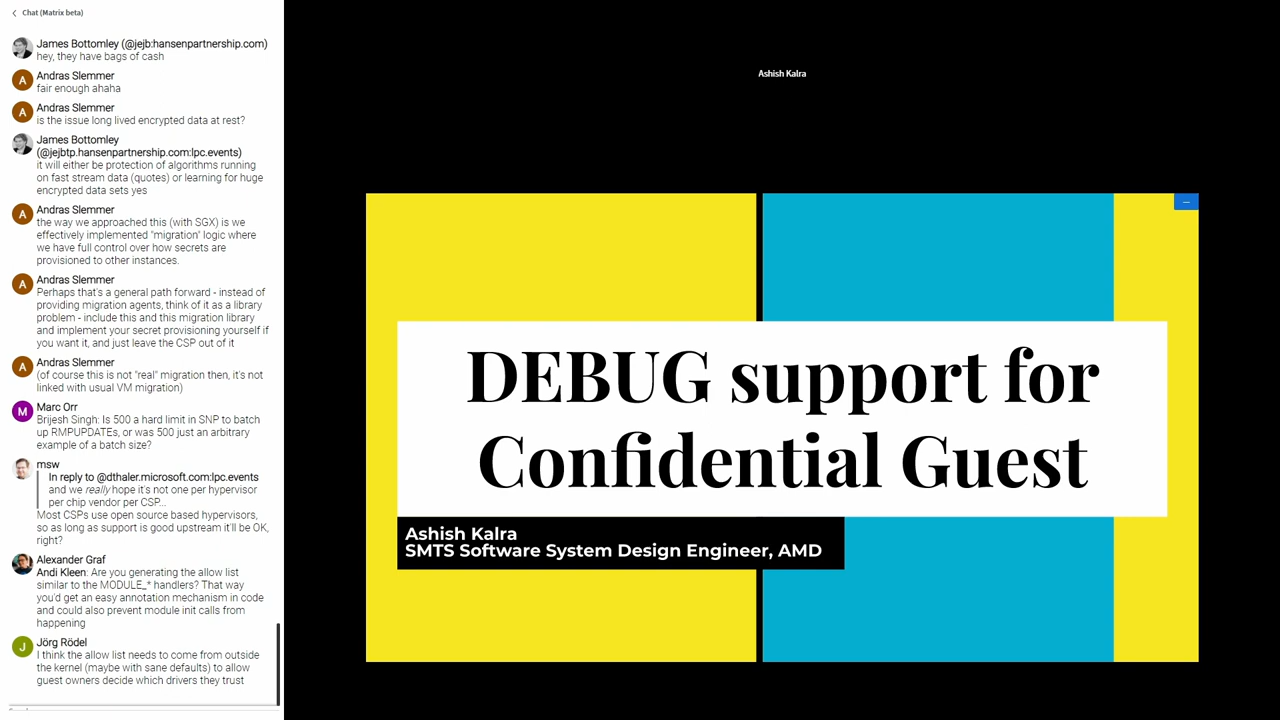 Chat (Matrix beta)
James Bottomley (@jejb:hansenpartnership.com)
hey, they have bags of cash
A
Andras Slemmer
fair enough ahaha
A
Andras Slemmer
is the issue long lived encrypted data at rest?
James Bottomley
(@jejbtp.hansenpartnership.com:lpc.events)
it will either be protection of algorithms running
on fast stream data (quotes) or learning for huge
encrypted data sets yes
A
Andras Slemmer
the way we approached this (with SGX) is we
effectively implemented "migration" logic where
we have full control over how secrets are
provisioned to other instances.
A
Andras Slemmer
Perhaps that's a general path forward - instead of
providing migration agents, think of it as a library
problem - include this and this migration library
and implement your secret provisioning yourself if
you want it, and just leave the CSP out of it
A
Andras Slemmer
(of course this is not "real" migration then, it's not
linked with usual VM migration)
M
Marc Orr
Brijesh Singh: Is 500 a hard limit in SNP to batch
up RMPUPDATEs, or was 500 just an arbitrary
example of a batch size?
msw
In reply to @dthaler.microsoft.com:lpc.events
and we really hope it's not one per hypervisor
per chip vendor per CSP...
Most CSPs use open source based hypervisors,
so as long as support is good upstream it'll be OK,
right?
Alexander Graf
Andi Kleen: Are you generating the allow list
similar to the MODULE_* handlers? That way
you'd get an easy annotation mechanism in code
and could also prevent module init calls from
happening
J
Jörg Rödel
I think the allow list needs to come from outside
the kernel (maybe with sane defaults) to allow
guest owners decide which drivers they trust
Ashish Kalra
DEBUG support for
Confidential Guest
Ashish Kalra
SMTS Software System Design Engineer, AMD